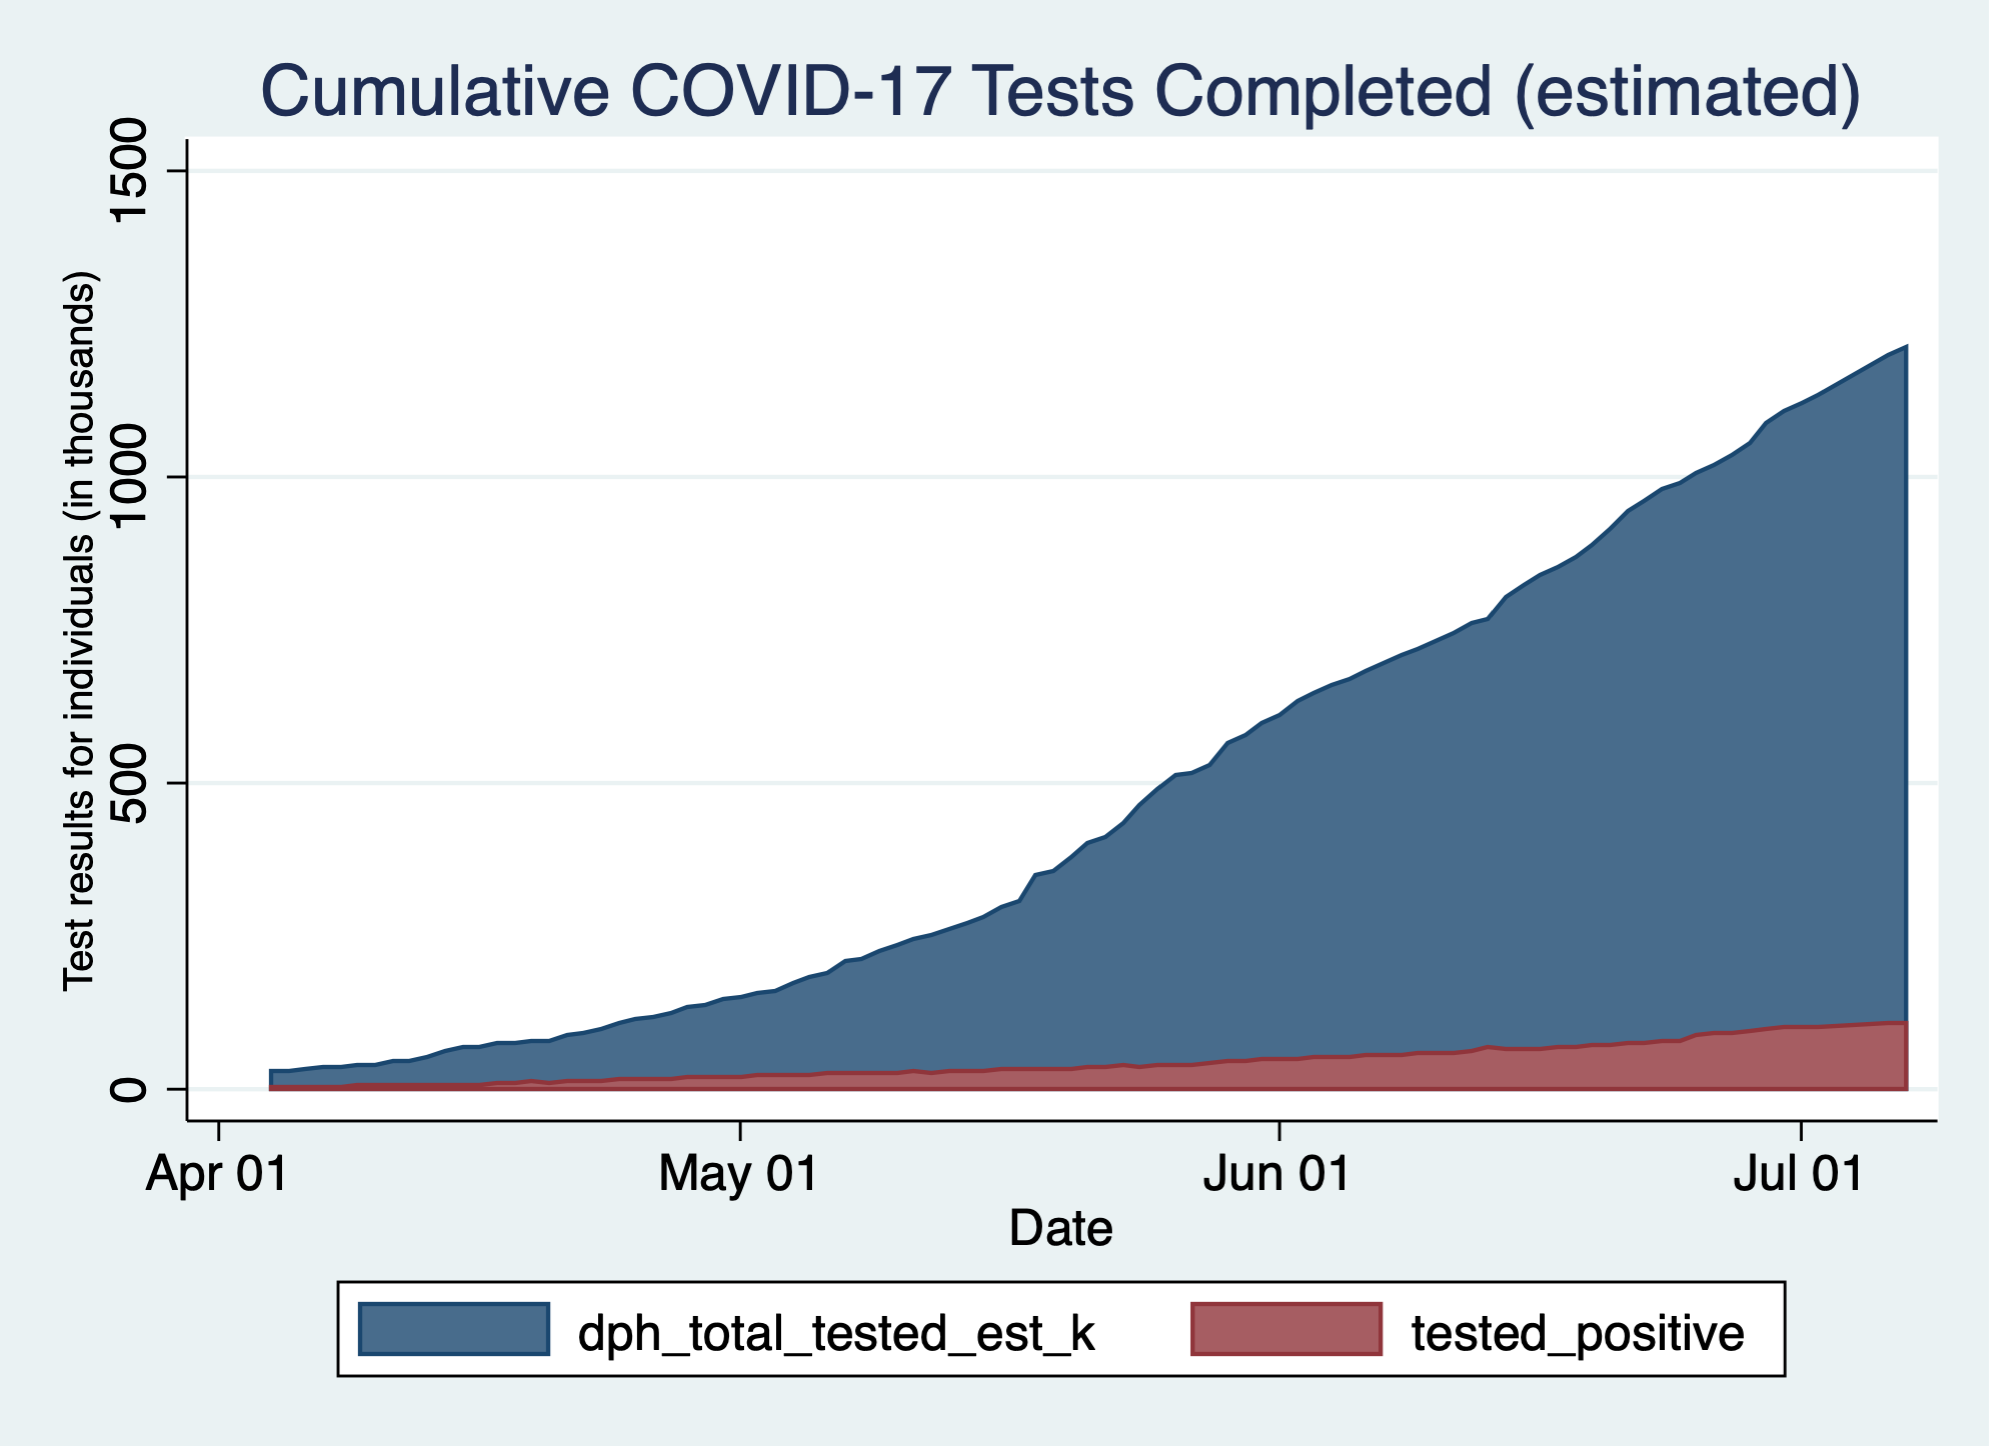 Cumulative COVID-17 Tests Completed (estimated)
Test results for individuals (in thousands)
1500
1000
500
0
Apr 01 May 01 Jun 01 Jul 01
Date
dph_total_tested_est_k tested_positive